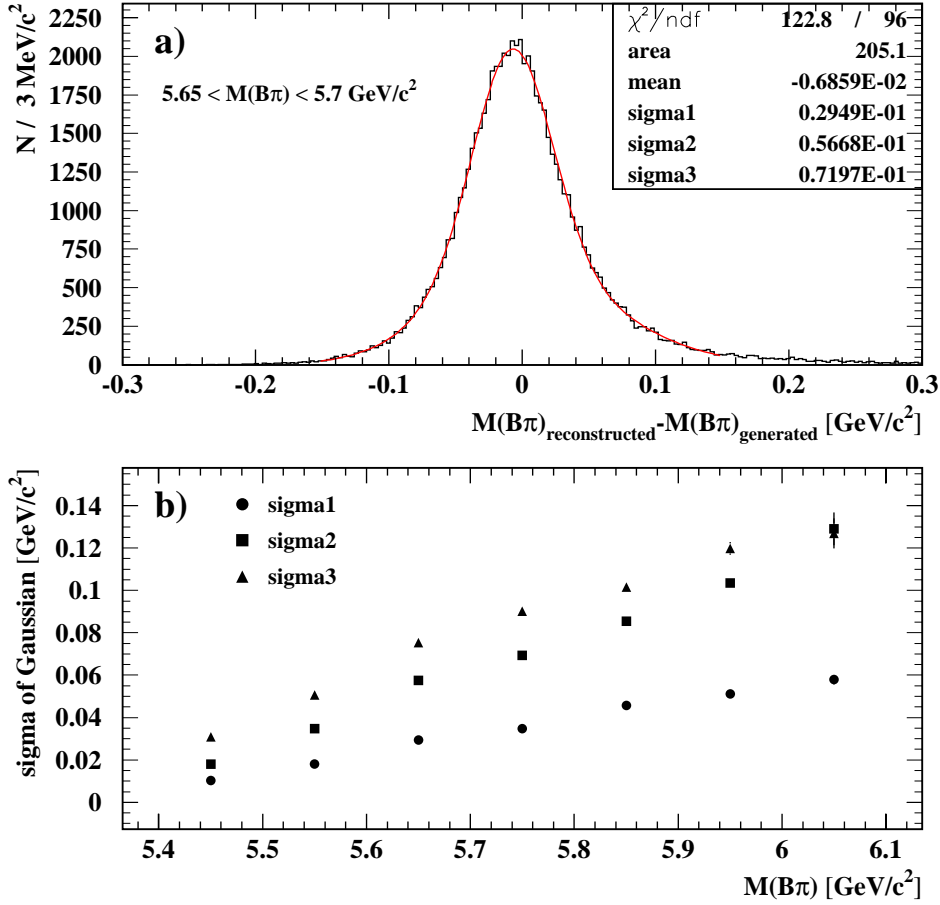 a)
5.65 < M(Bπ) < 5.7 GeV/c²
χ²/ndf 122.8 / 96
area 205.1
mean -0.6859E-02
sigma1 0.2949E-01
sigma2 0.5668E-01
sigma3 0.7197E-01
N / 3 MeV/c²
2250
2000
1750
1500
1250
1000
750
500
250
0
-0.3 -0.2 -0.1 0 0.1 0.2 0.3
M(Bπ)reconstructed-M(Bπ)generated [GeV/c²]
b)
sigma1
sigma2
sigma3
sigma of Gaussian [GeV/c²]
0.14
0.12
0.1
0.08
0.06
0.04
0.02
0
5.4 5.5 5.6 5.7 5.8 5.9 6 6.1
M(Bπ) [GeV/c²]